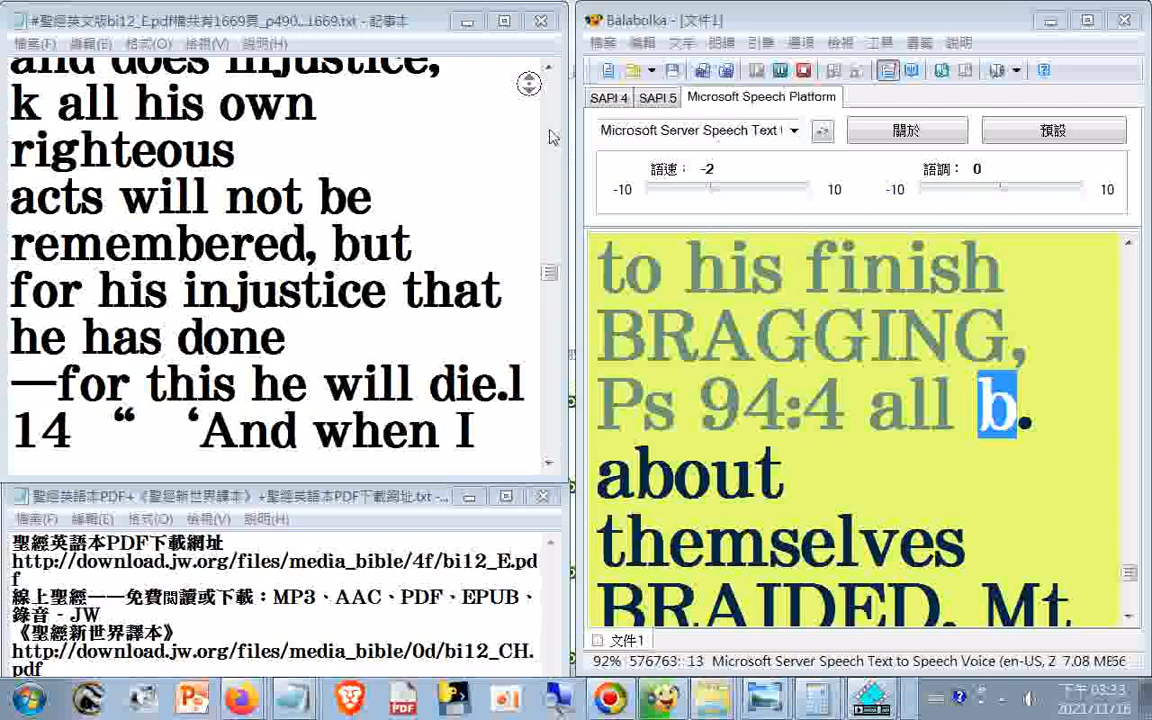 #聖經英文版bi12_E.pdf檔共有1669頁_p490...1669.txt - 記事本
檔案(F) 編輯(E) 格式(O) 檢視(V) 說明(H)
and does injustice,
k all his own
righteous
acts will not be
remembered, but
for his injustice that
he has done
—for this he will die.l
14 “ ‘And when I
聖經英語本PDF+《聖經新世界譯本》+聖經英語本PDF下載網址.txt -...
檔案(F) 編輯(E) 格式(O) 檢視(V) 說明(H)
聖經英語本PDF下載網址
http://download.jw.org/files/media_bible/4f/bi12_E.pd
f
線上聖經——免費閱讀或下載：MP3、AAC、PDF、EPUB、
錄音 - JW
《聖經新世界譯本》
http://download.jw.org/files/media_bible/0d/bi12_CH.
pdf
Balabolka - [文件1]
檔案 編輯 文字 朗讀 引擎 選項 檢視 工具 書籤 說明
SAPI 4 SAPI 5 Microsoft Speech Platform
Microsoft Server Speech Text 關於 預設
語速： -2 語調： 0
-10 10 -10 10
to his finish
BRAGGING,
Ps 94:4 all b.
about
themselves
BRAIDED, Mt
文件1
92% 576763: 13 Microsoft Server Speech Text to Speech Voice (en-US, Z 7.08 MB
PDF
下午 03:33
2021/11/16